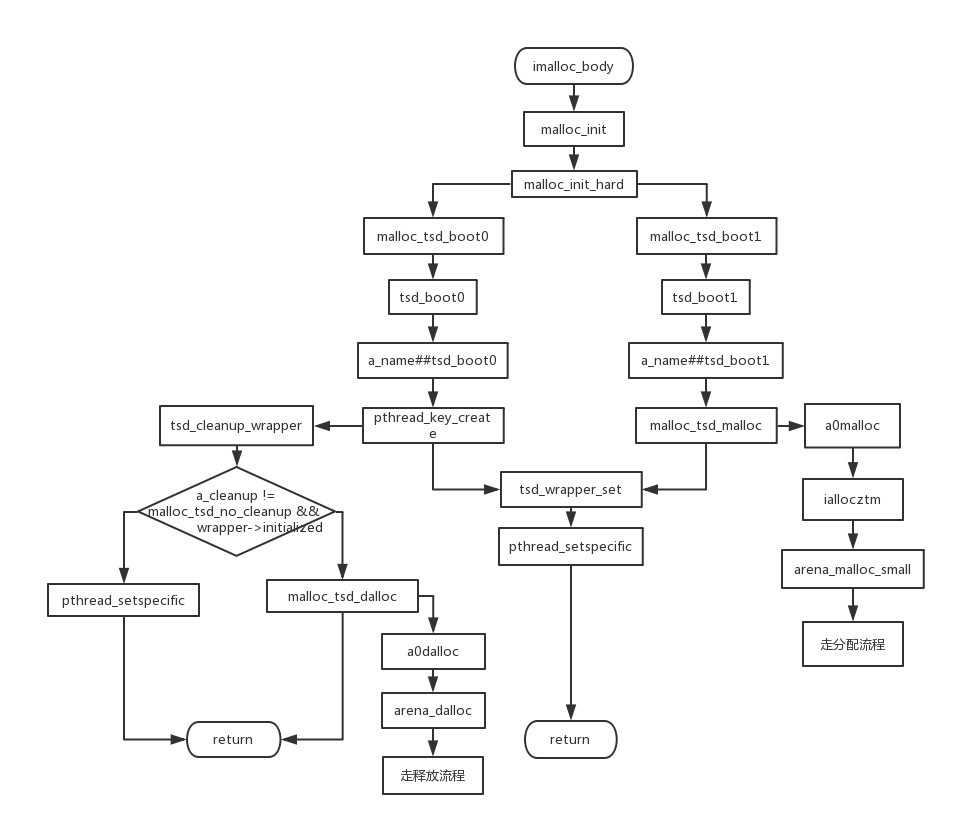 imalloc_body
malloc_init
malloc_init_hard
malloc_tsd_boot0
malloc_tsd_boot1
tsd_boot0
tsd_boot1
a_name##tsd_boot0
a_name##tsd_boot1
tsd_cleanup_wrapper
pthread_key_creat
e
malloc_tsd_malloc
a0malloc
a_cleanup !=
malloc_tsd_no_cleanup &&
wrapper->initialized
tsd_wrapper_set
iallocztm
pthread_setspecific
arena_malloc_small
pthread_setspecific
malloc_tsd_dalloc
a0dalloc
走分配流程
arena_dalloc
return
return
走释放流程